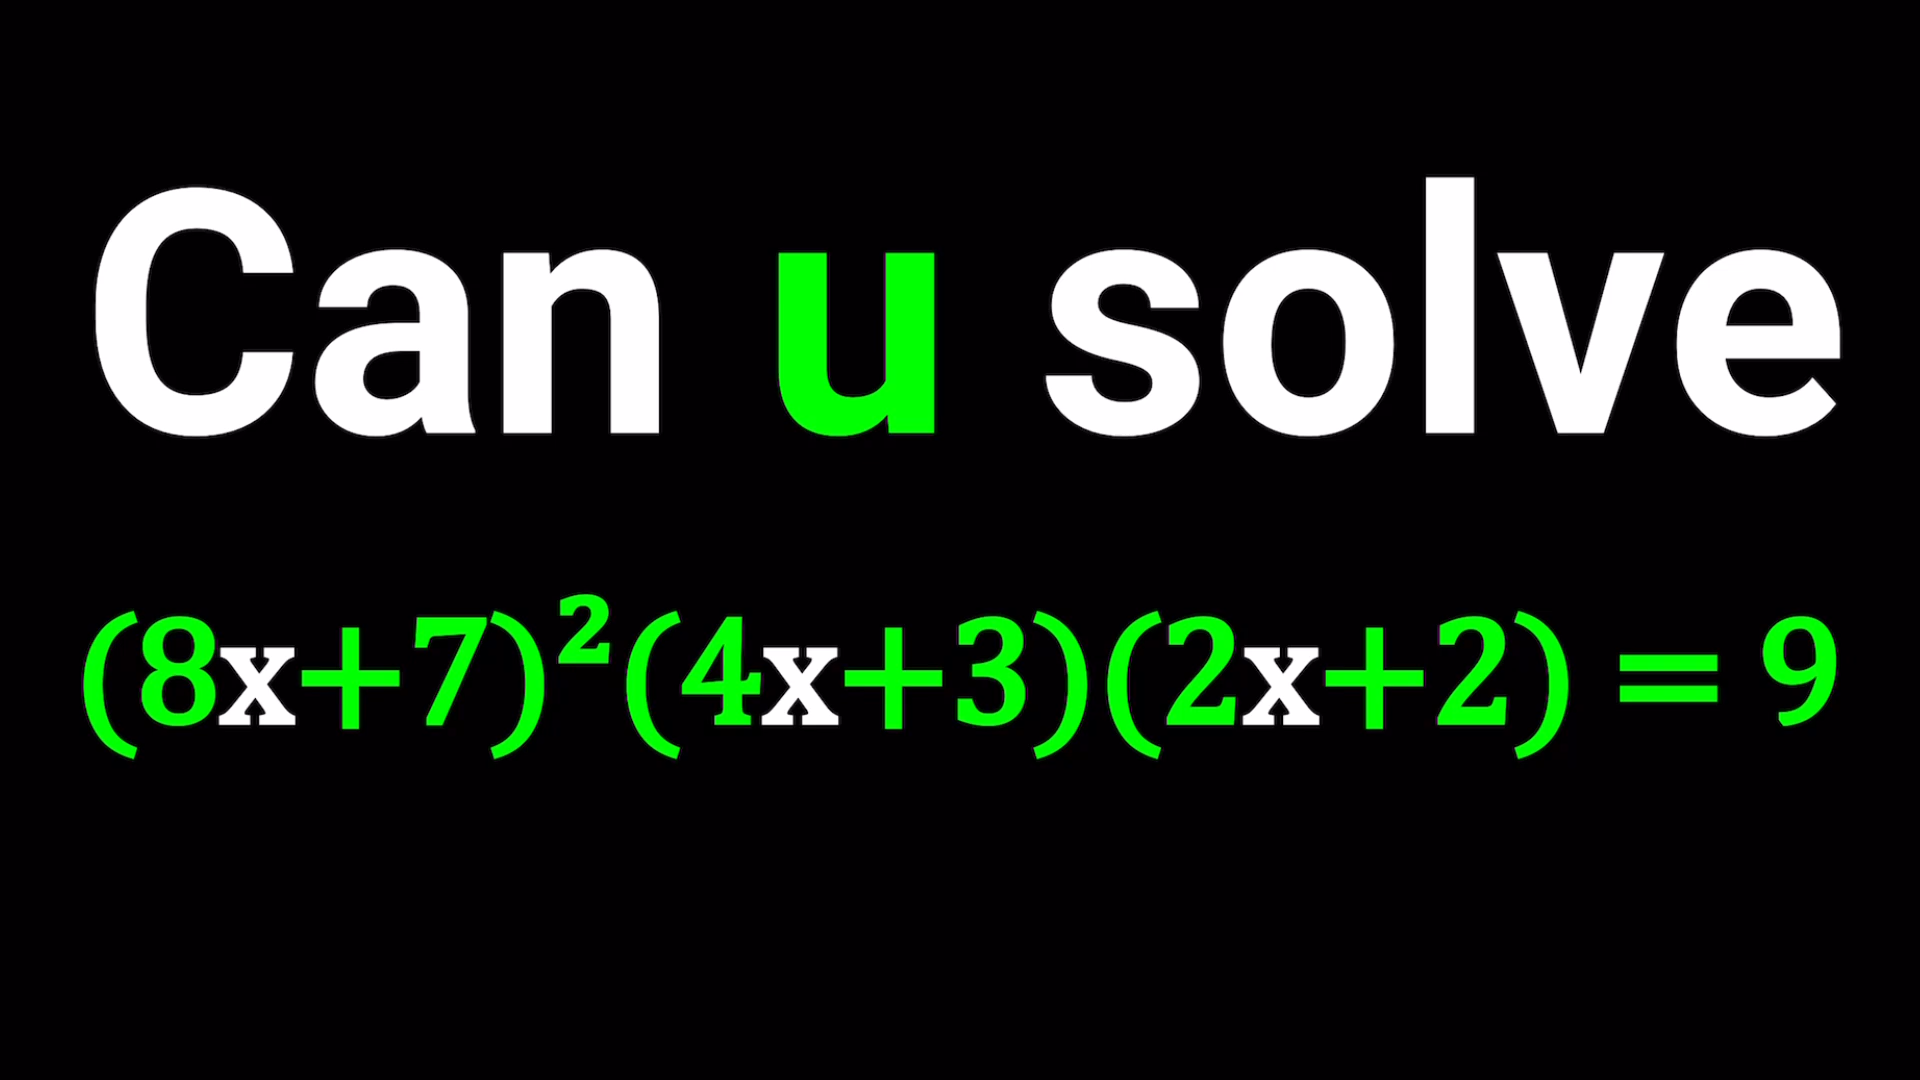 Can u solve
(8x+7)²(4x+3)(2x+2) = 9